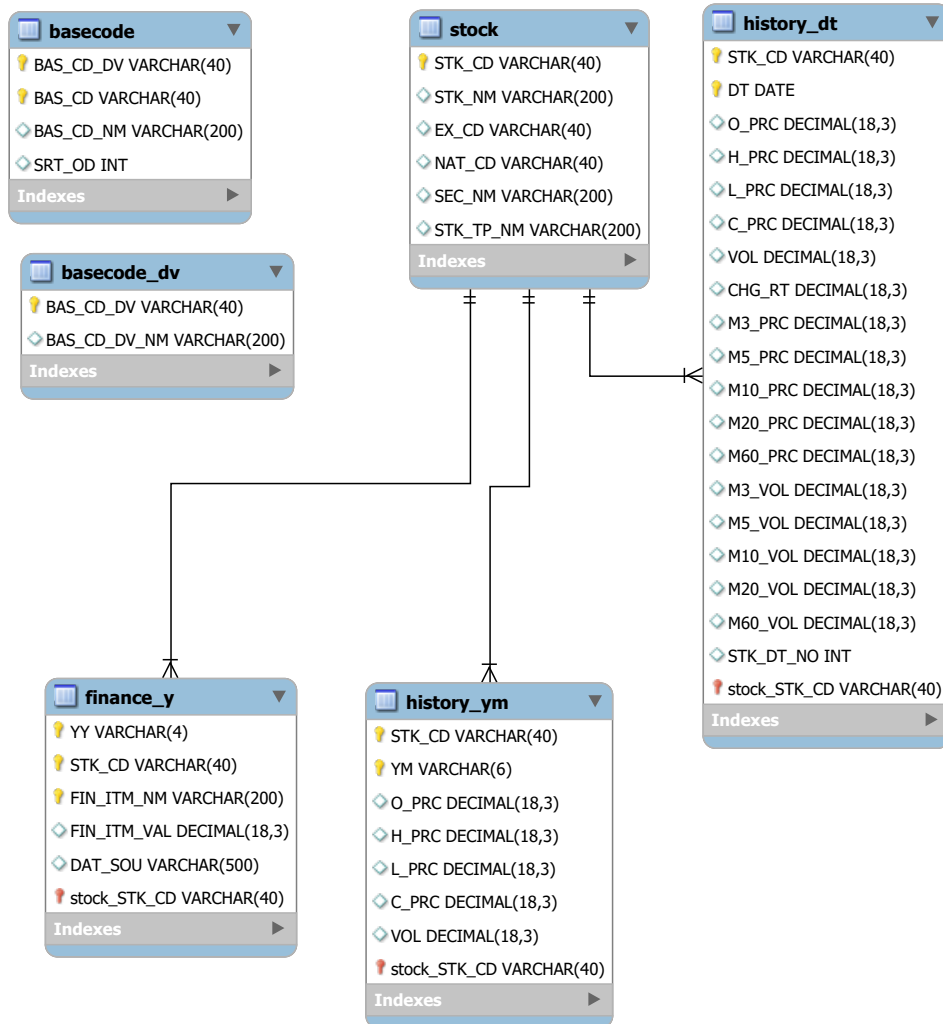 basecode
BAS_CD_DV VARCHAR(40)
BAS_CD VARCHAR(40)
BAS_CD_NM VARCHAR(200)
SRT_OD INT
Indexes
basecode_dv
BAS_CD_DV VARCHAR(40)
BAS_CD_DV_NM VARCHAR(200)
Indexes
stock
STK_CD VARCHAR(40)
STK_NM VARCHAR(200)
EX_CD VARCHAR(40)
NAT_CD VARCHAR(40)
SEC_NM VARCHAR(200)
STK_TP_NM VARCHAR(200)
Indexes
history_dt
STK_CD VARCHAR(40)
DT DATE
O_PRC DECIMAL(18,3)
H_PRC DECIMAL(18,3)
L_PRC DECIMAL(18,3)
C_PRC DECIMAL(18,3)
VOL DECIMAL(18,3)
CHG_RT DECIMAL(18,3)
M3_PRC DECIMAL(18,3)
M5_PRC DECIMAL(18,3)
M10_PRC DECIMAL(18,3)
M20_PRC DECIMAL(18,3)
M60_PRC DECIMAL(18,3)
M3_VOL DECIMAL(18,3)
M5_VOL DECIMAL(18,3)
M10_VOL DECIMAL(18,3)
M20_VOL DECIMAL(18,3)
M60_VOL DECIMAL(18,3)
STK_DT_NO INT
stock_STK_CD VARCHAR(40)
Indexes
finance_y
YY VARCHAR(4)
STK_CD VARCHAR(40)
FIN_ITM_NM VARCHAR(200)
FIN_ITM_VAL DECIMAL(18,3)
DAT_SOU VARCHAR(500)
stock_STK_CD VARCHAR(40)
Indexes
history_ym
STK_CD VARCHAR(40)
YM VARCHAR(6)
O_PRC DECIMAL(18,3)
H_PRC DECIMAL(18,3)
L_PRC DECIMAL(18,3)
C_PRC DECIMAL(18,3)
VOL DECIMAL(18,3)
stock_STK_CD VARCHAR(40)
Indexes